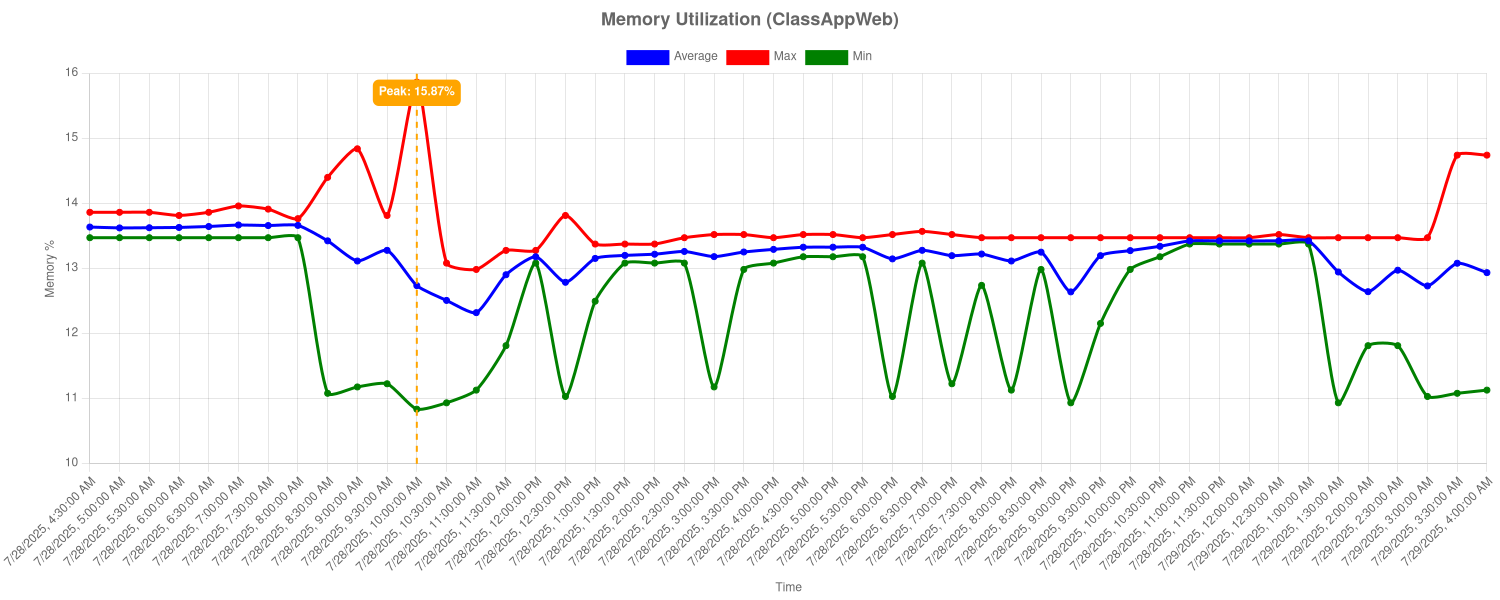 Memory Utilization (ClassAppWeb)
Average
Max
Min
Peak: 15.87%
16
15
14
13
12
11
10
Memory %
7/28/2025, 4:30:00 AM
7/28/2025, 5:00:00 AM
7/28/2025, 5:30:00 AM
7/28/2025, 6:00:00 AM
7/28/2025, 6:30:00 AM
7/28/2025, 7:00:00 AM
7/28/2025, 7:30:00 AM
7/28/2025, 8:00:00 AM
7/28/2025, 8:30:00 AM
7/28/2025, 9:00:00 AM
7/28/2025, 9:30:00 AM
7/28/2025, 10:00:00 AM
7/28/2025, 10:30:00 AM
7/28/2025, 11:00:00 AM
7/28/2025, 11:30:00 AM
7/28/2025, 12:00:00 PM
7/28/2025, 12:30:00 PM
7/28/2025, 1:00:00 PM
7/28/2025, 1:30:00 PM
7/28/2025, 2:00:00 PM
7/28/2025, 2:30:00 PM
7/28/2025, 3:00:00 PM
7/28/2025, 3:30:00 PM
7/28/2025, 4:00:00 PM
7/28/2025, 4:30:00 PM
7/28/2025, 5:00:00 PM
7/28/2025, 5:30:00 PM
7/28/2025, 6:00:00 PM
7/28/2025, 6:30:00 PM
7/28/2025, 7:00:00 PM
7/28/2025, 7:30:00 PM
7/28/2025, 8:00:00 PM
7/28/2025, 8:30:00 PM
7/28/2025, 9:00:00 PM
7/28/2025, 9:30:00 PM
7/28/2025, 10:00:00 PM
7/28/2025, 10:30:00 PM
7/28/2025, 11:00:00 PM
7/28/2025, 11:30:00 PM
7/29/2025, 12:00:00 AM
7/29/2025, 12:30:00 AM
7/29/2025, 1:00:00 AM
7/29/2025, 1:30:00 AM
7/29/2025, 2:00:00 AM
7/29/2025, 2:30:00 AM
7/29/2025, 3:00:00 AM
7/29/2025, 3:30:00 AM
7/29/2025, 4:00:00 AM
Time